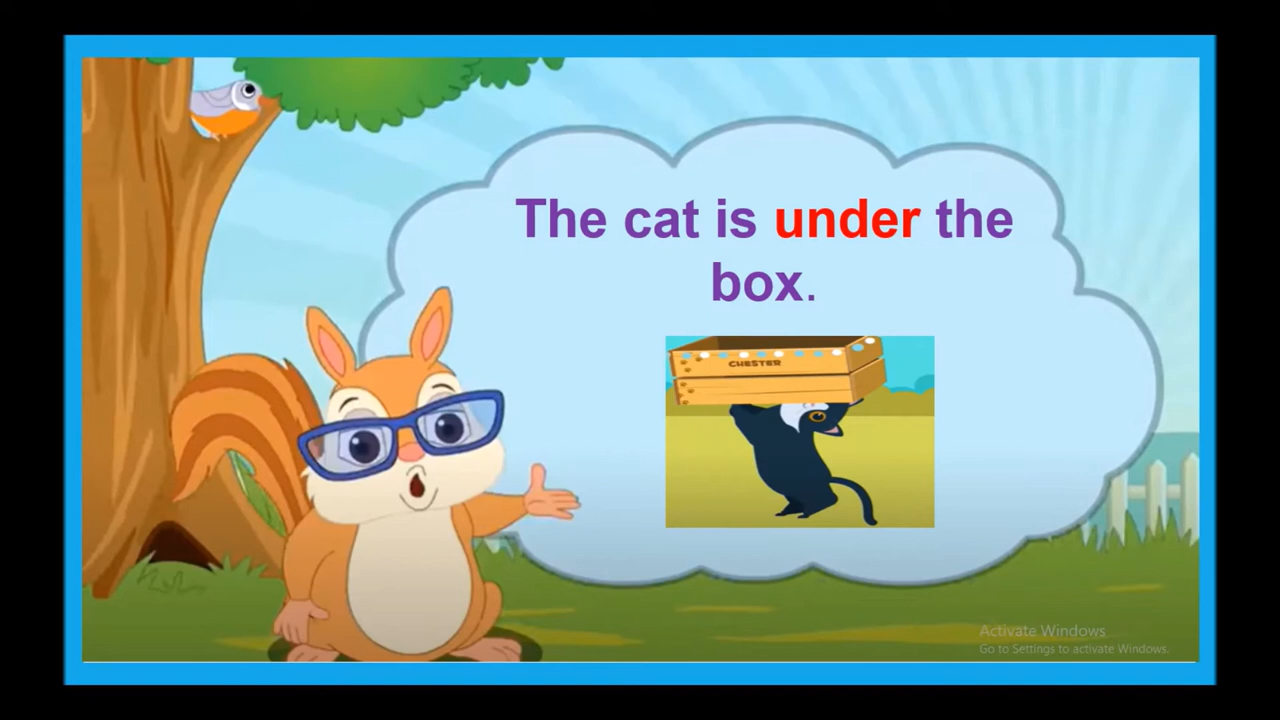 The cat is under the
box.
CHESTER
Activate Windows
Go to Settings to activate Windows.